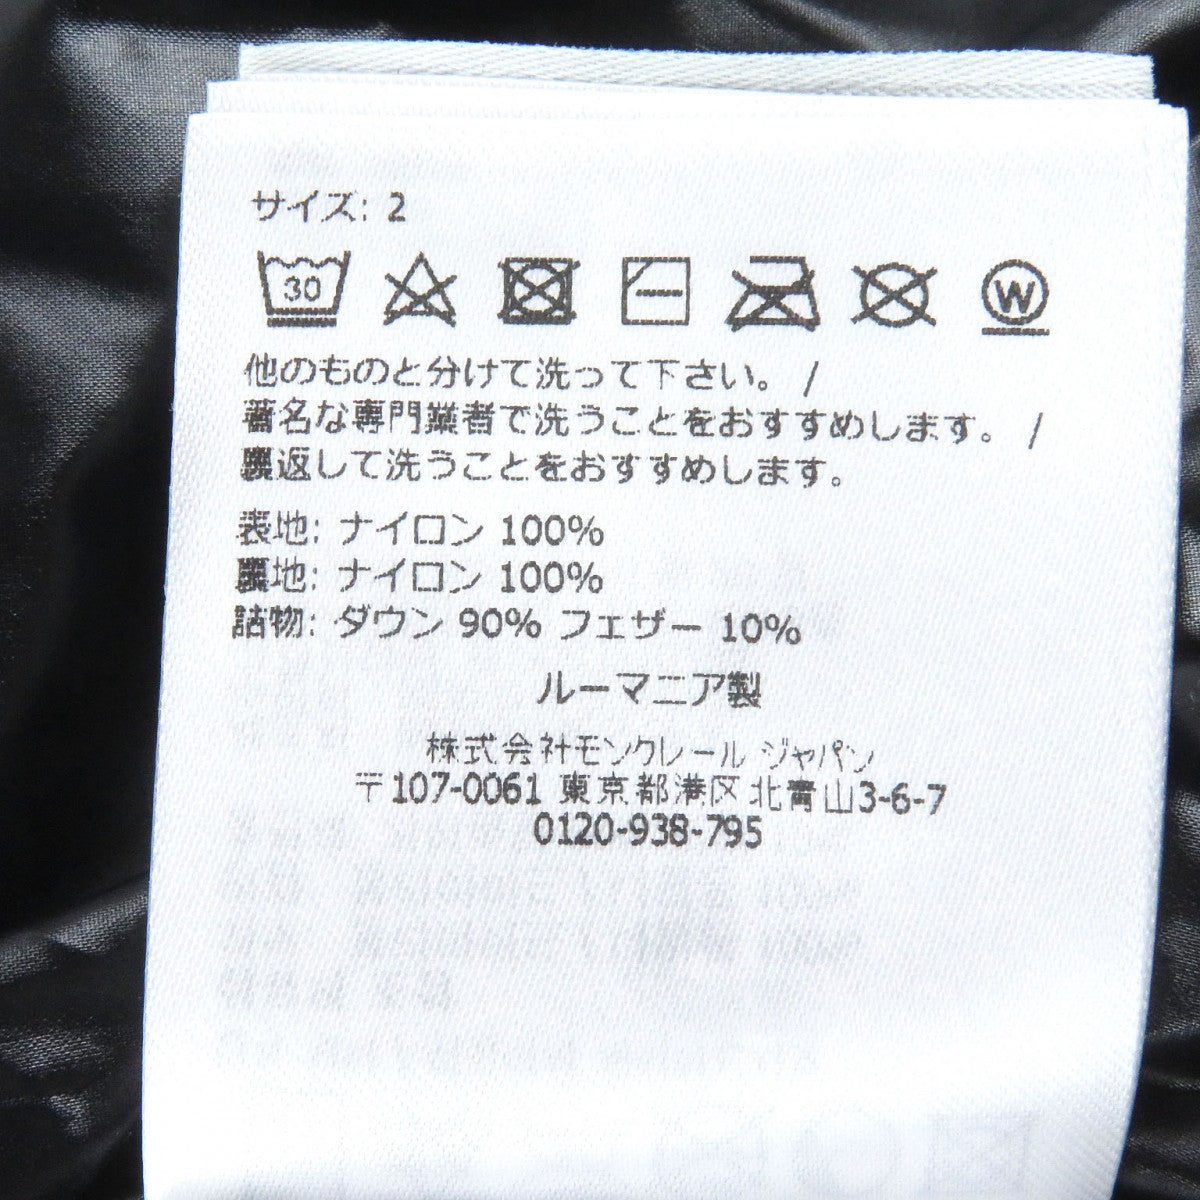 サイズ: 2
30
W
他のものと分けて洗って下さい。 /
著名な専門業者で洗うことをおすすめします。 /
裏返して洗うことをおすすめします。
表地: ナイロン 100%
裏地: ナイロン 100%
詰物: ダウン 90% フェザー 10%
ルーマニア製
株式会社モンクレール ジャパン
〒107-0061 東京都港区北青山3-6-7
0120-938-795